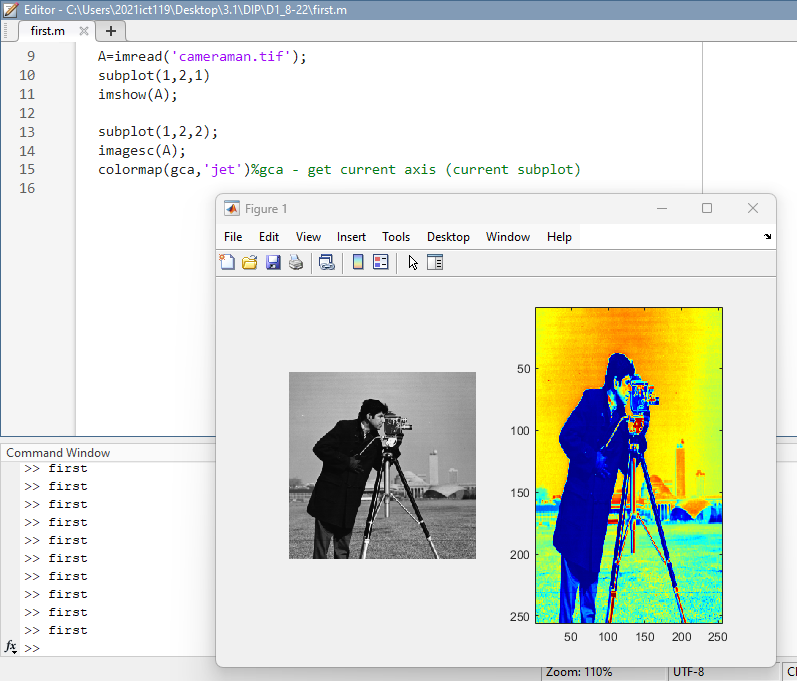 Editor - C:\Users\2021ict119\Desktop\3.1\DIP\D1_8-22\first.m
first.m
9 A=imread('cameraman.tif');
10 subplot(1,2,1)
11 imshow(A);
12
13 subplot(1,2,2);
14 imagesc(A);
15 colormap(gca,'jet')%gca - get current axis (current subplot)
16
Figure 1
File Edit View Insert Tools Desktop Window Help
50
100
150
200
250
50 100 150 200 250
Command Window
>> first
>> first
>> first
>> first
>> first
>> first
>> first
>> first
>> first
>> first
fx >>
Zoom: 110% UTF-8